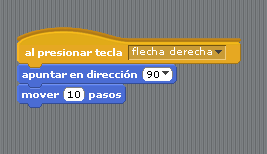 al presionar tecla flecha derecha
apuntar en dirección 90
mover 10 pasos